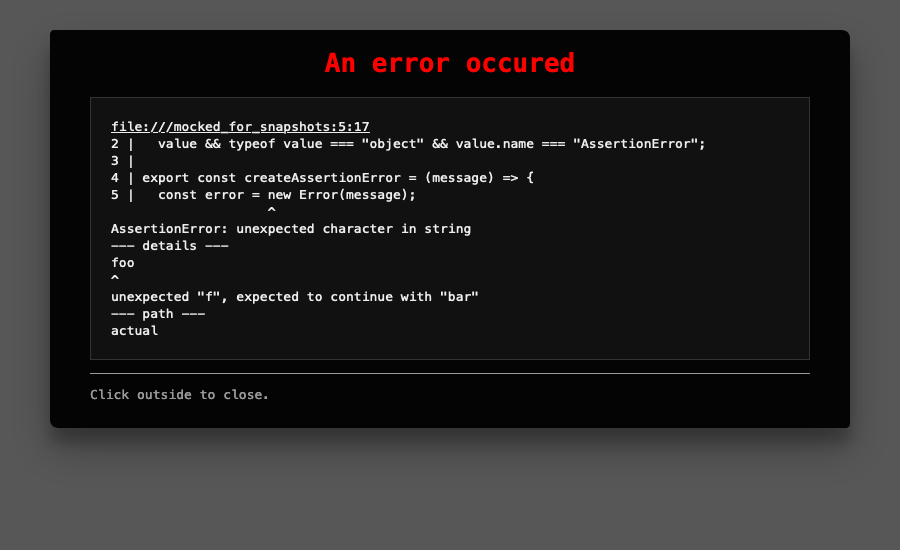 An error occured
file:///mocked_for_snapshots:5:17
2 |   value && typeof value === "object" && value.name === "AssertionError";
3 |
4 | export const createAssertionError = (message) => {
5 |   const error = new Error(message);
                    ^
AssertionError: unexpected character in string
--- details ---
foo
^
unexpected "f", expected to continue with "bar"
--- path ---
actual
Click outside to close.